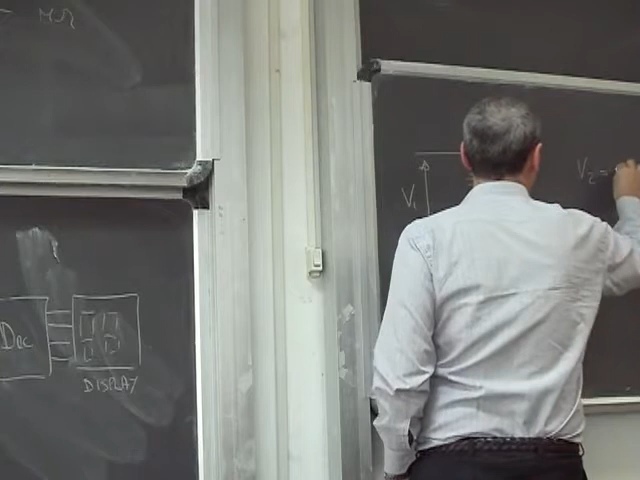 MΩ
Dec
DISPLAY
V₁
V₂ =